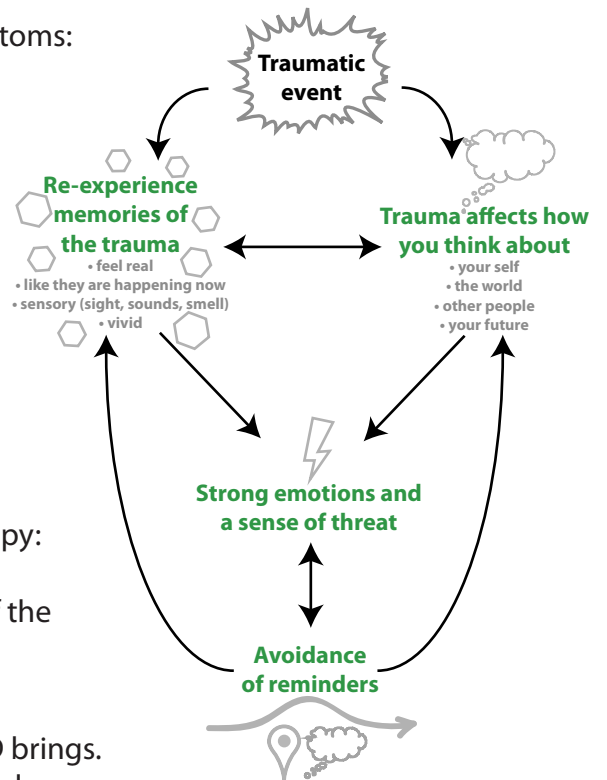 toms:
Traumatic
event
Re-experience
memories of
the trauma
• feel real
• like they are happening now
• sensory (sight, sounds, smell)
• vivid
Trauma affects how
you think about
• your self
• the world
• other people
• your future
Strong emotions and
a sense of threat
py:
the
Avoidance
of reminders
brings.